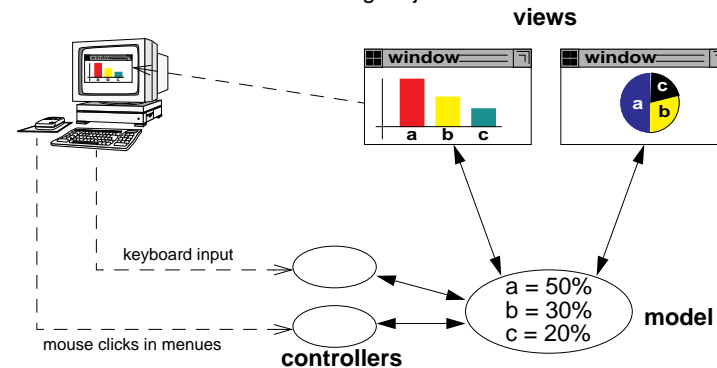 views
window
window
a b c
a
c
b
keyboard input
mouse clicks in menues
controllers
a = 50%
b = 30%
c = 20%
model